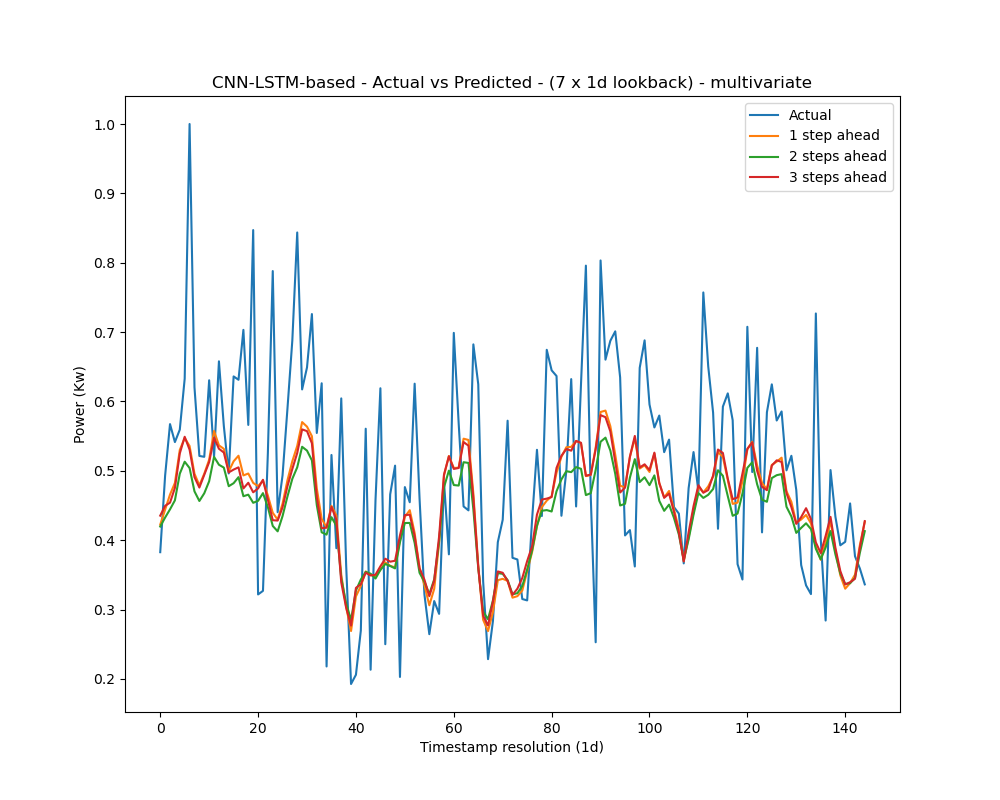 CNN-LSTM-based - Actual vs Predicted - (7 x 1d lookback) - multivariate
Actual
1 step ahead
2 steps ahead
3 steps ahead
1.0
0.9
0.8
0.7
0.6
0.5
0.4
0.3
0.2
Power (Kw)
0 20 40 60 80 100 120 140
Timestamp resolution (1d)